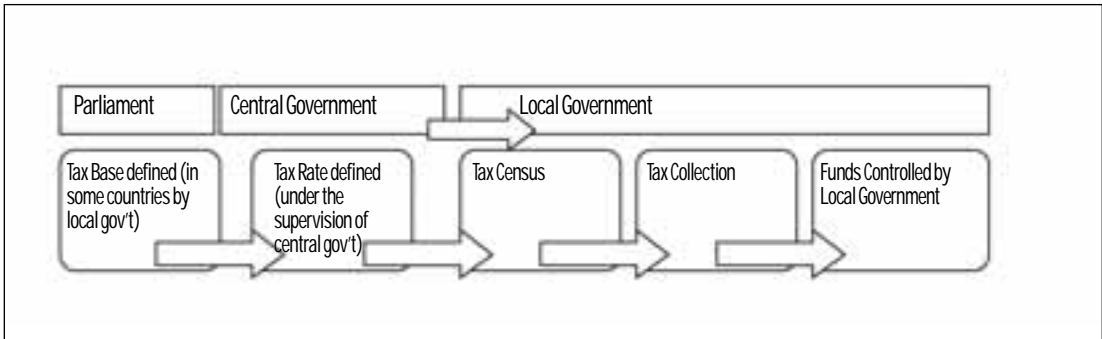 Parliament
Central Government
Local Government
Tax Base defined (in
some countries by
local gov't)
Tax Rate defined
(under the
supervision of
central gov't)
Tax Census
Tax Collection
Funds Controlled by
Local Government